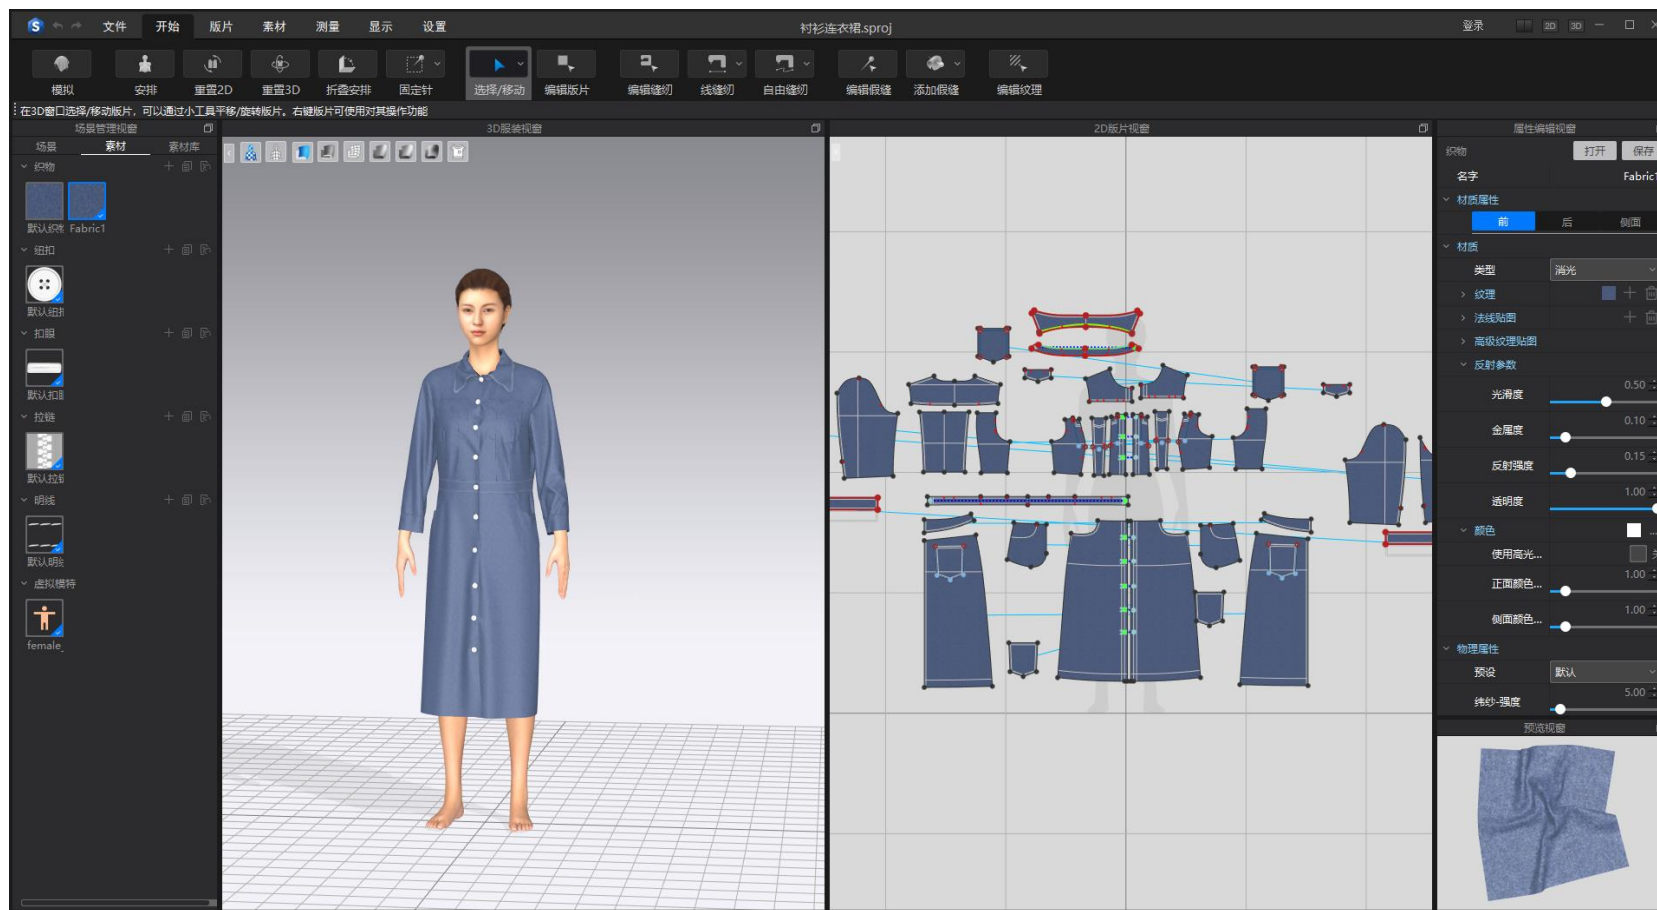 文件 开始 版片 素材 测量 显示 设置 衬衫连衣裙.sproj 登录 2D 3D
模拟 安排 重置2D 重置3D 折叠安排 固定针 选择/移动 编辑版片 编辑缝纫 线缝纫 自由缝纫 编辑假缝 添加假缝 编辑纹理
在3D窗口选择/移动版片，可以通过小工具平移/旋转版片。右键版片可使用对其操作功能
场景管理视窗
场景 素材 素材库
织物
默认织物 Fabric1
纽扣
默认纽扣
扣眼
默认扣眼
拉链
默认拉链
明线
默认明线
虚拟模特
female_
3D服装视窗
2D版片视窗
属性编辑视窗
织物 打开 保存
名字 Fabric1
材质属性
前 后 侧面
材质
类型 消光
纹理
法线贴图
高级纹理贴图
反射参数
光滑度 0.50
金属度 0.10
反射强度 0.15
透明度 1.00
颜色 ...
使用高光...
正面颜色... 1.00
侧面颜色... 1.00
物理属性
预设 默认
纬纱-强度 5.00
预览视窗